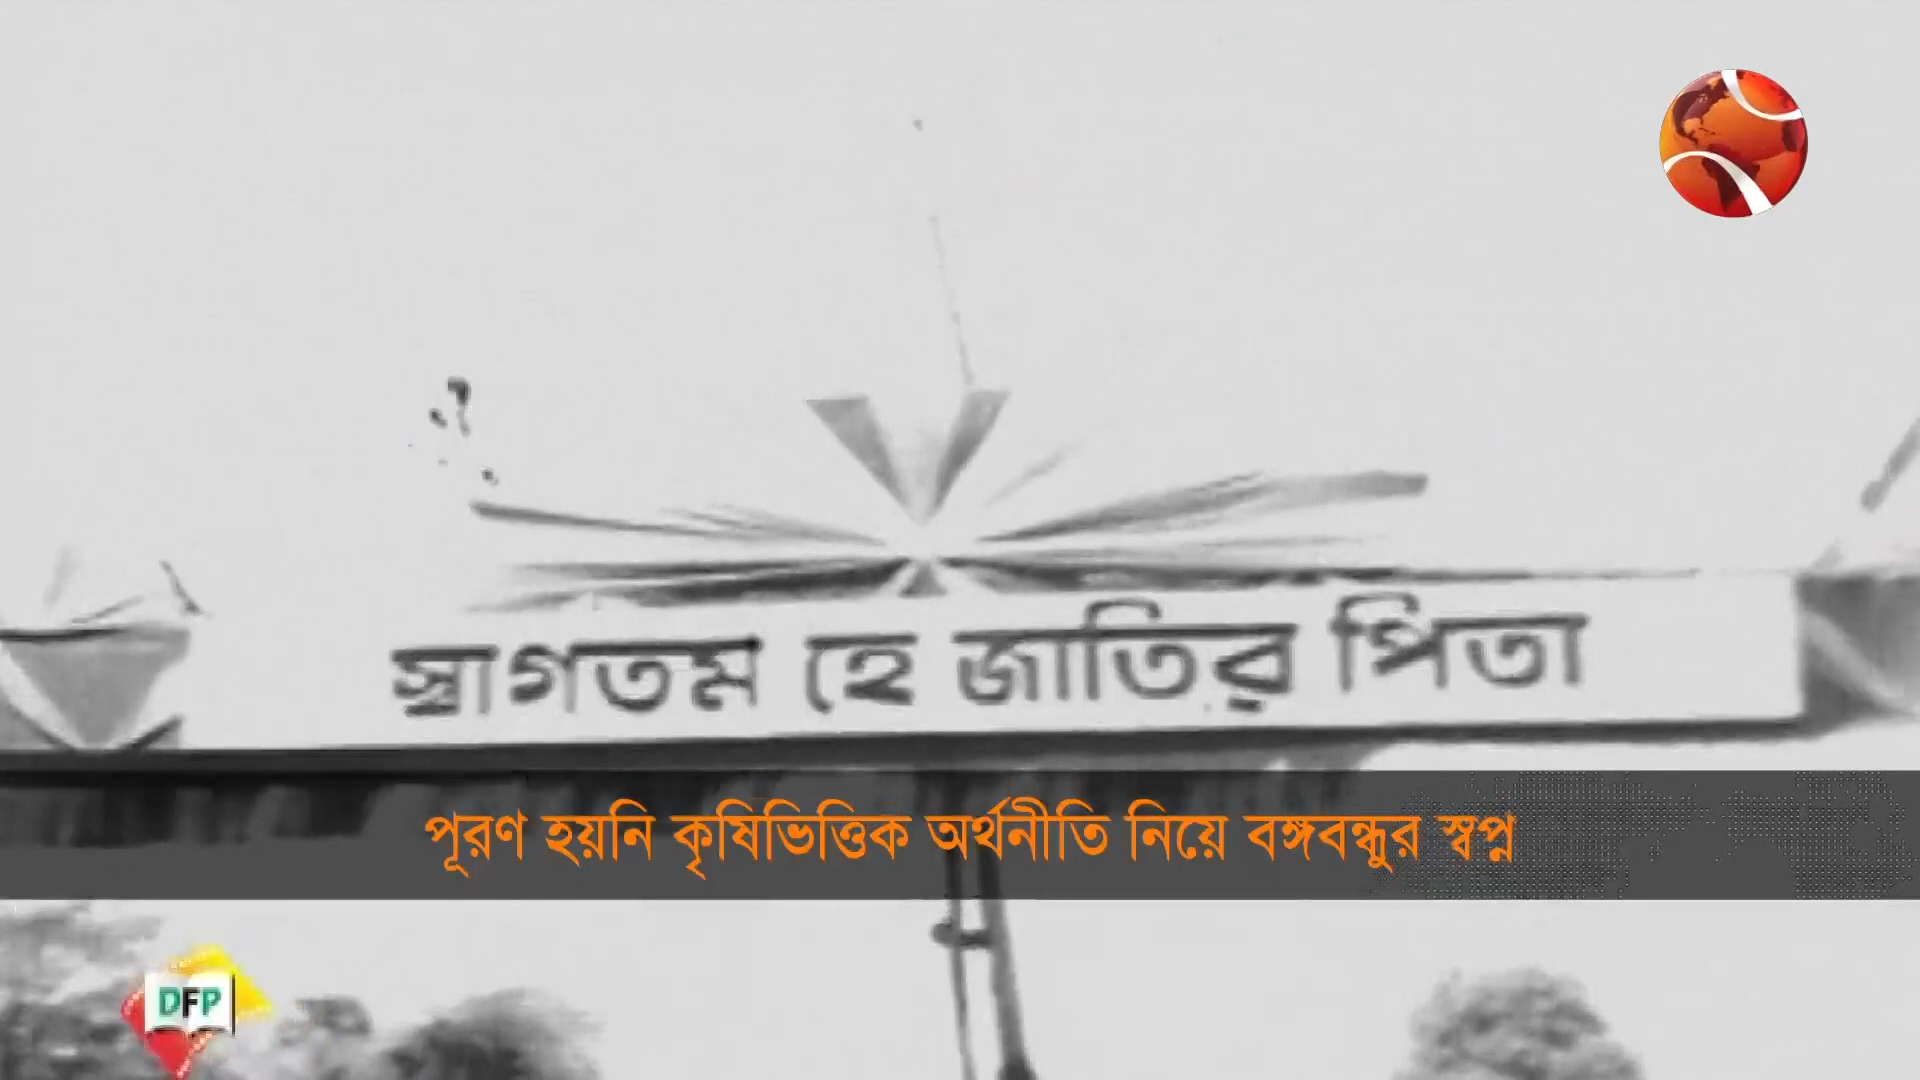 স্বাগতম হে জাতির পিতা
পূরণ হয়নি কৃষিভিত্তিক অর্থনীতি নিয়ে বঙ্গবন্ধুর স্বপ্ন
DFP